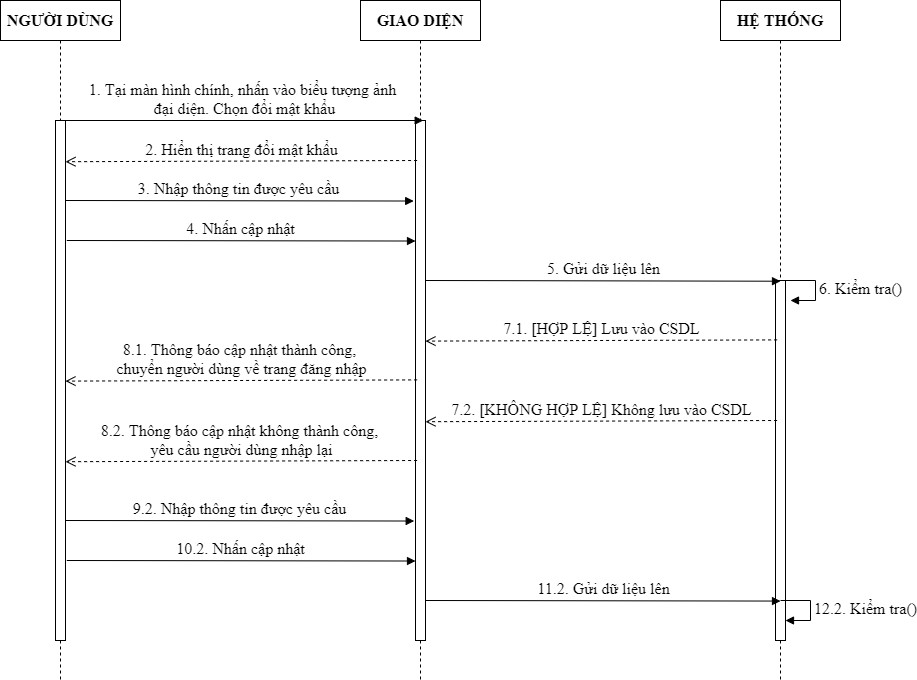 NGƯỜI DÙNG
GIAO DIỆN
HỆ THỐNG
1. Tại màn hình chính, nhấn vào biểu tượng ảnh
đại diện. Chọn đổi mật khẩu
2. Hiển thị trang đổi mật khẩu
3. Nhập thông tin được yêu cầu
4. Nhấn cập nhật
5. Gửi dữ liệu lên
6. Kiểm tra()
7.1. [HỢP LỆ] Lưu vào CSDL
8.1. Thông báo cập nhật thành công,
chuyển người dùng về trang đăng nhập
7.2. [KHÔNG HỢP LỆ] Không lưu vào CSDL
8.2. Thông báo cập nhật không thành công,
yêu cầu người dùng nhập lại
9.2. Nhập thông tin được yêu cầu
10.2. Nhấn cập nhật
11.2. Gửi dữ liệu lên
12.2. Kiểm tra()